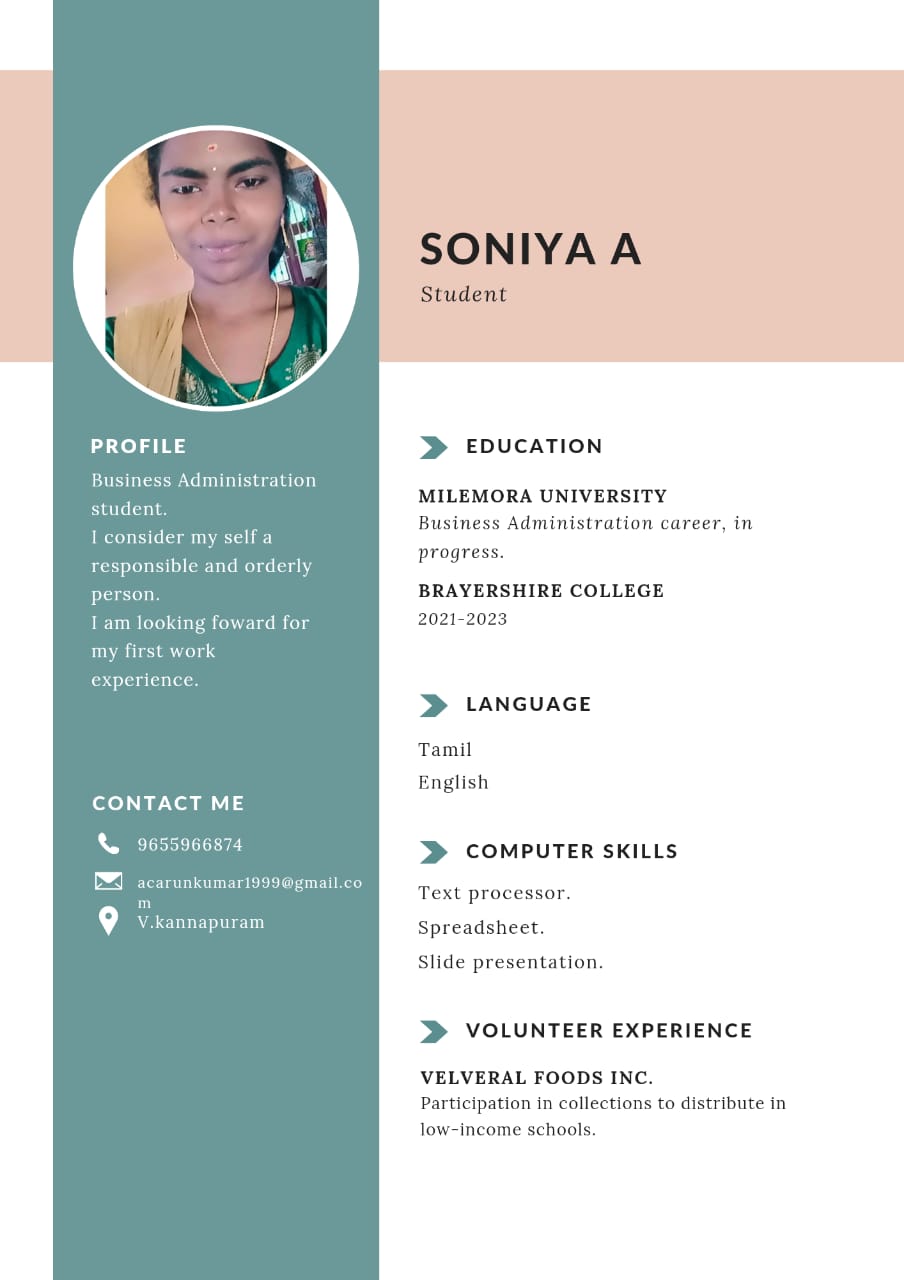 SONIYA A
Student
PROFILE
Business Administration
student.
I consider my self a
responsible and orderly
person.
I am looking foward for
my first work
experience.
CONTACT ME
9655966874
acarunkumar1999@gmail.co
m
V.kannapuram
EDUCATION
MILEMORA UNIVERSITY
Business Administration career, in
progress.
BRAYERSHIRE COLLEGE
2021-2023
LANGUAGE
Tamil
English
COMPUTER SKILLS
Text processor.
Spreadsheet.
Slide presentation.
VOLUNTEER EXPERIENCE
VELVERAL FOODS INC.
Participation in collections to distribute in
low-income schools.